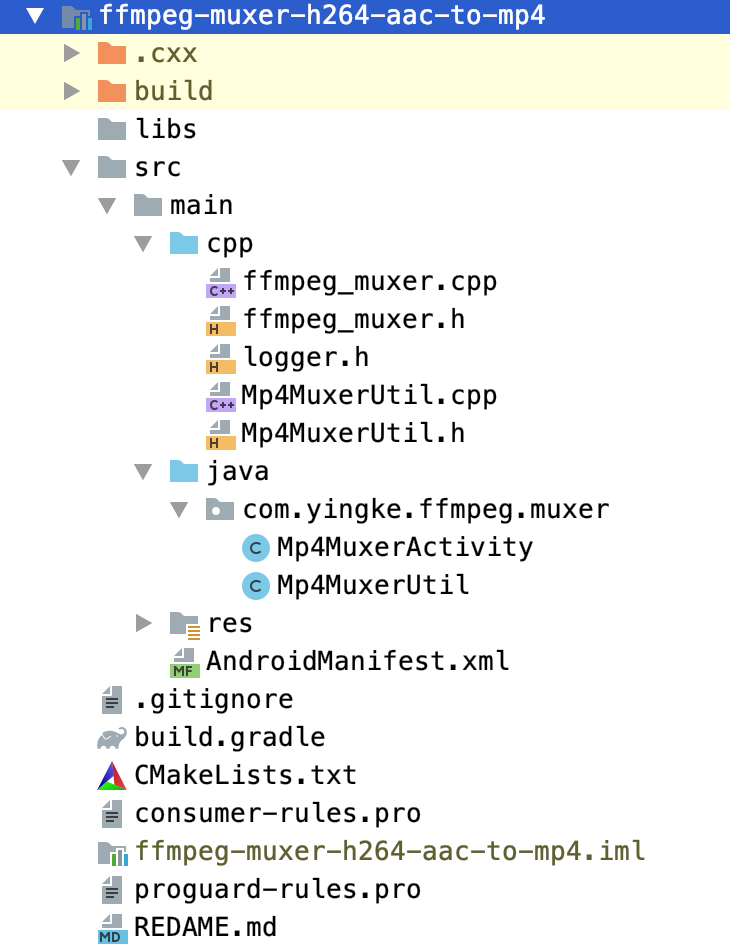 ffmpeg-muxer-h264-aac-to-mp4
.cxx
build
libs
src
main
cpp
C++ ffmpeg_muxer.cpp
H ffmpeg_muxer.h
H logger.h
C++ Mp4MuxerUtil.cpp
H Mp4MuxerUtil.h
java
com.yingke.ffmpeg.muxer
C Mp4MuxerActivity
C Mp4MuxerUtil
res
MF AndroidManifest.xml
.gitignore
build.gradle
CMakeLists.txt
consumer-rules.pro
ffmpeg-muxer-h264-aac-to-mp4.iml
proguard-rules.pro
MD REDAME.md